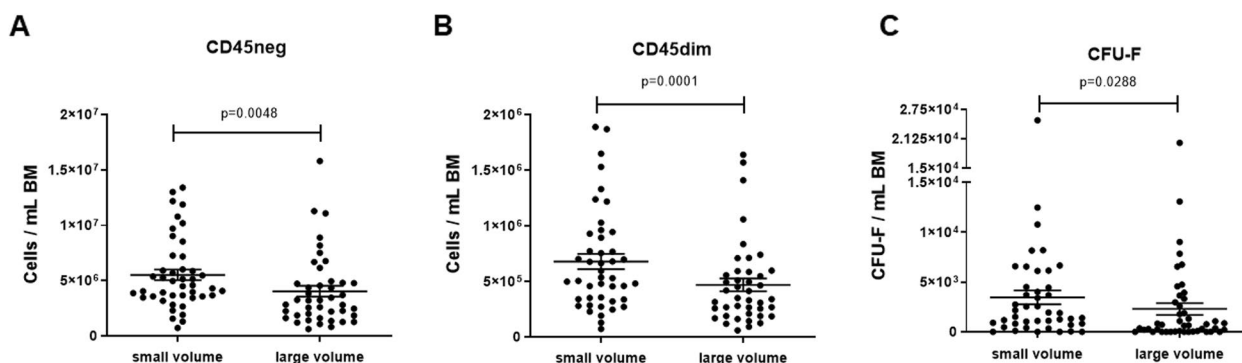 A
CD45neg
p=0.0048
2×10⁷
1.5×10⁷
1×10⁷
5×10⁶
0
Cells / mL BM
small volume
large volume
B
CD45dim
p=0.0001
2×10⁶
1.5×10⁶
1×10⁶
5×10⁵
0
Cells / mL BM
small volume
large volume
C
CFU-F
p=0.0288
2.75×10⁴
2.125×10⁴
1.5×10⁴
1.5×10⁴
1×10⁴
5×10³
0
CFU-F / mL BM
small volume
large volume